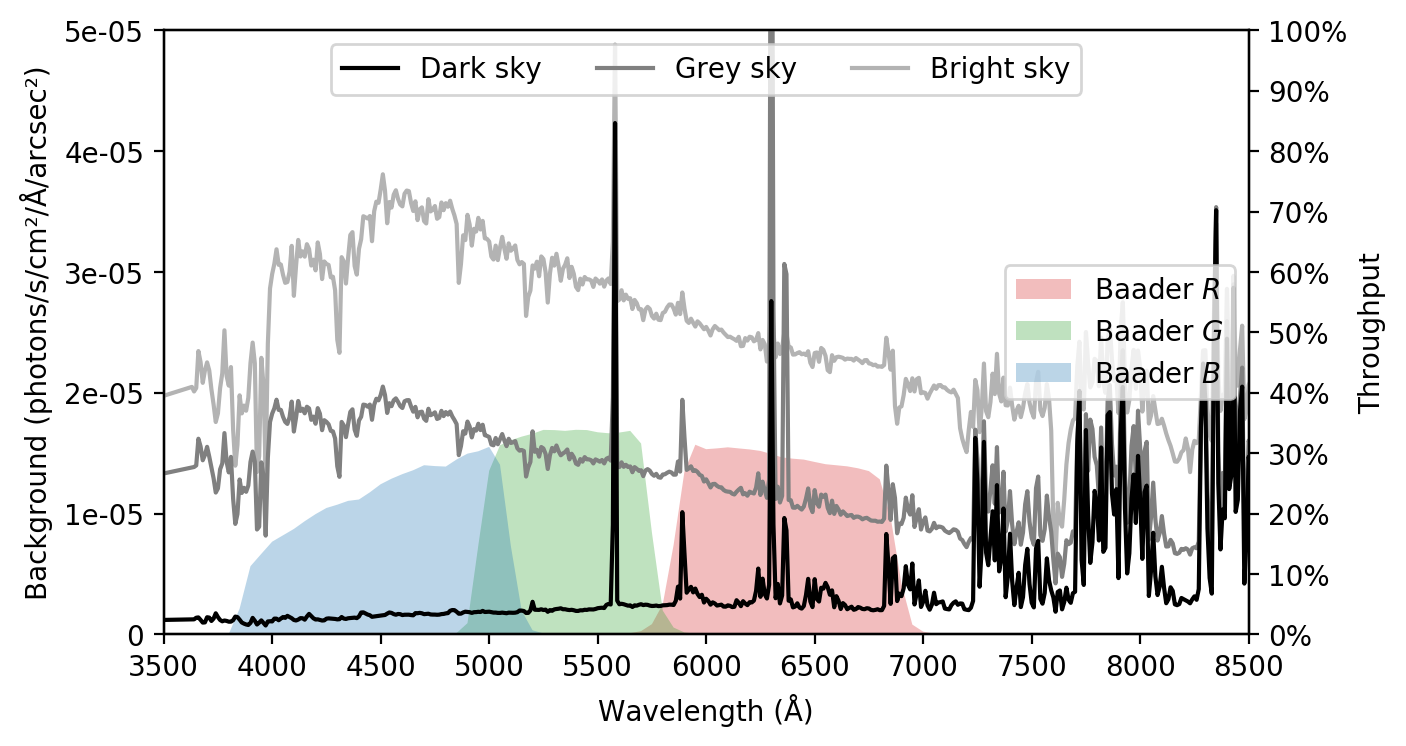 Background (photons/s/cm²/Å/arcsec²)
5e-05
4e-05
3e-05
2e-05
1e-05
0
Dark sky
Grey sky
Bright sky
Baader R
Baader G
Baader B
100%
90%
80%
70%
60%
50%
40%
30%
20%
10%
0%
Throughput
3500 4000 4500 5000 5500 6000 6500 7000 7500 8000 8500
Wavelength (Å)